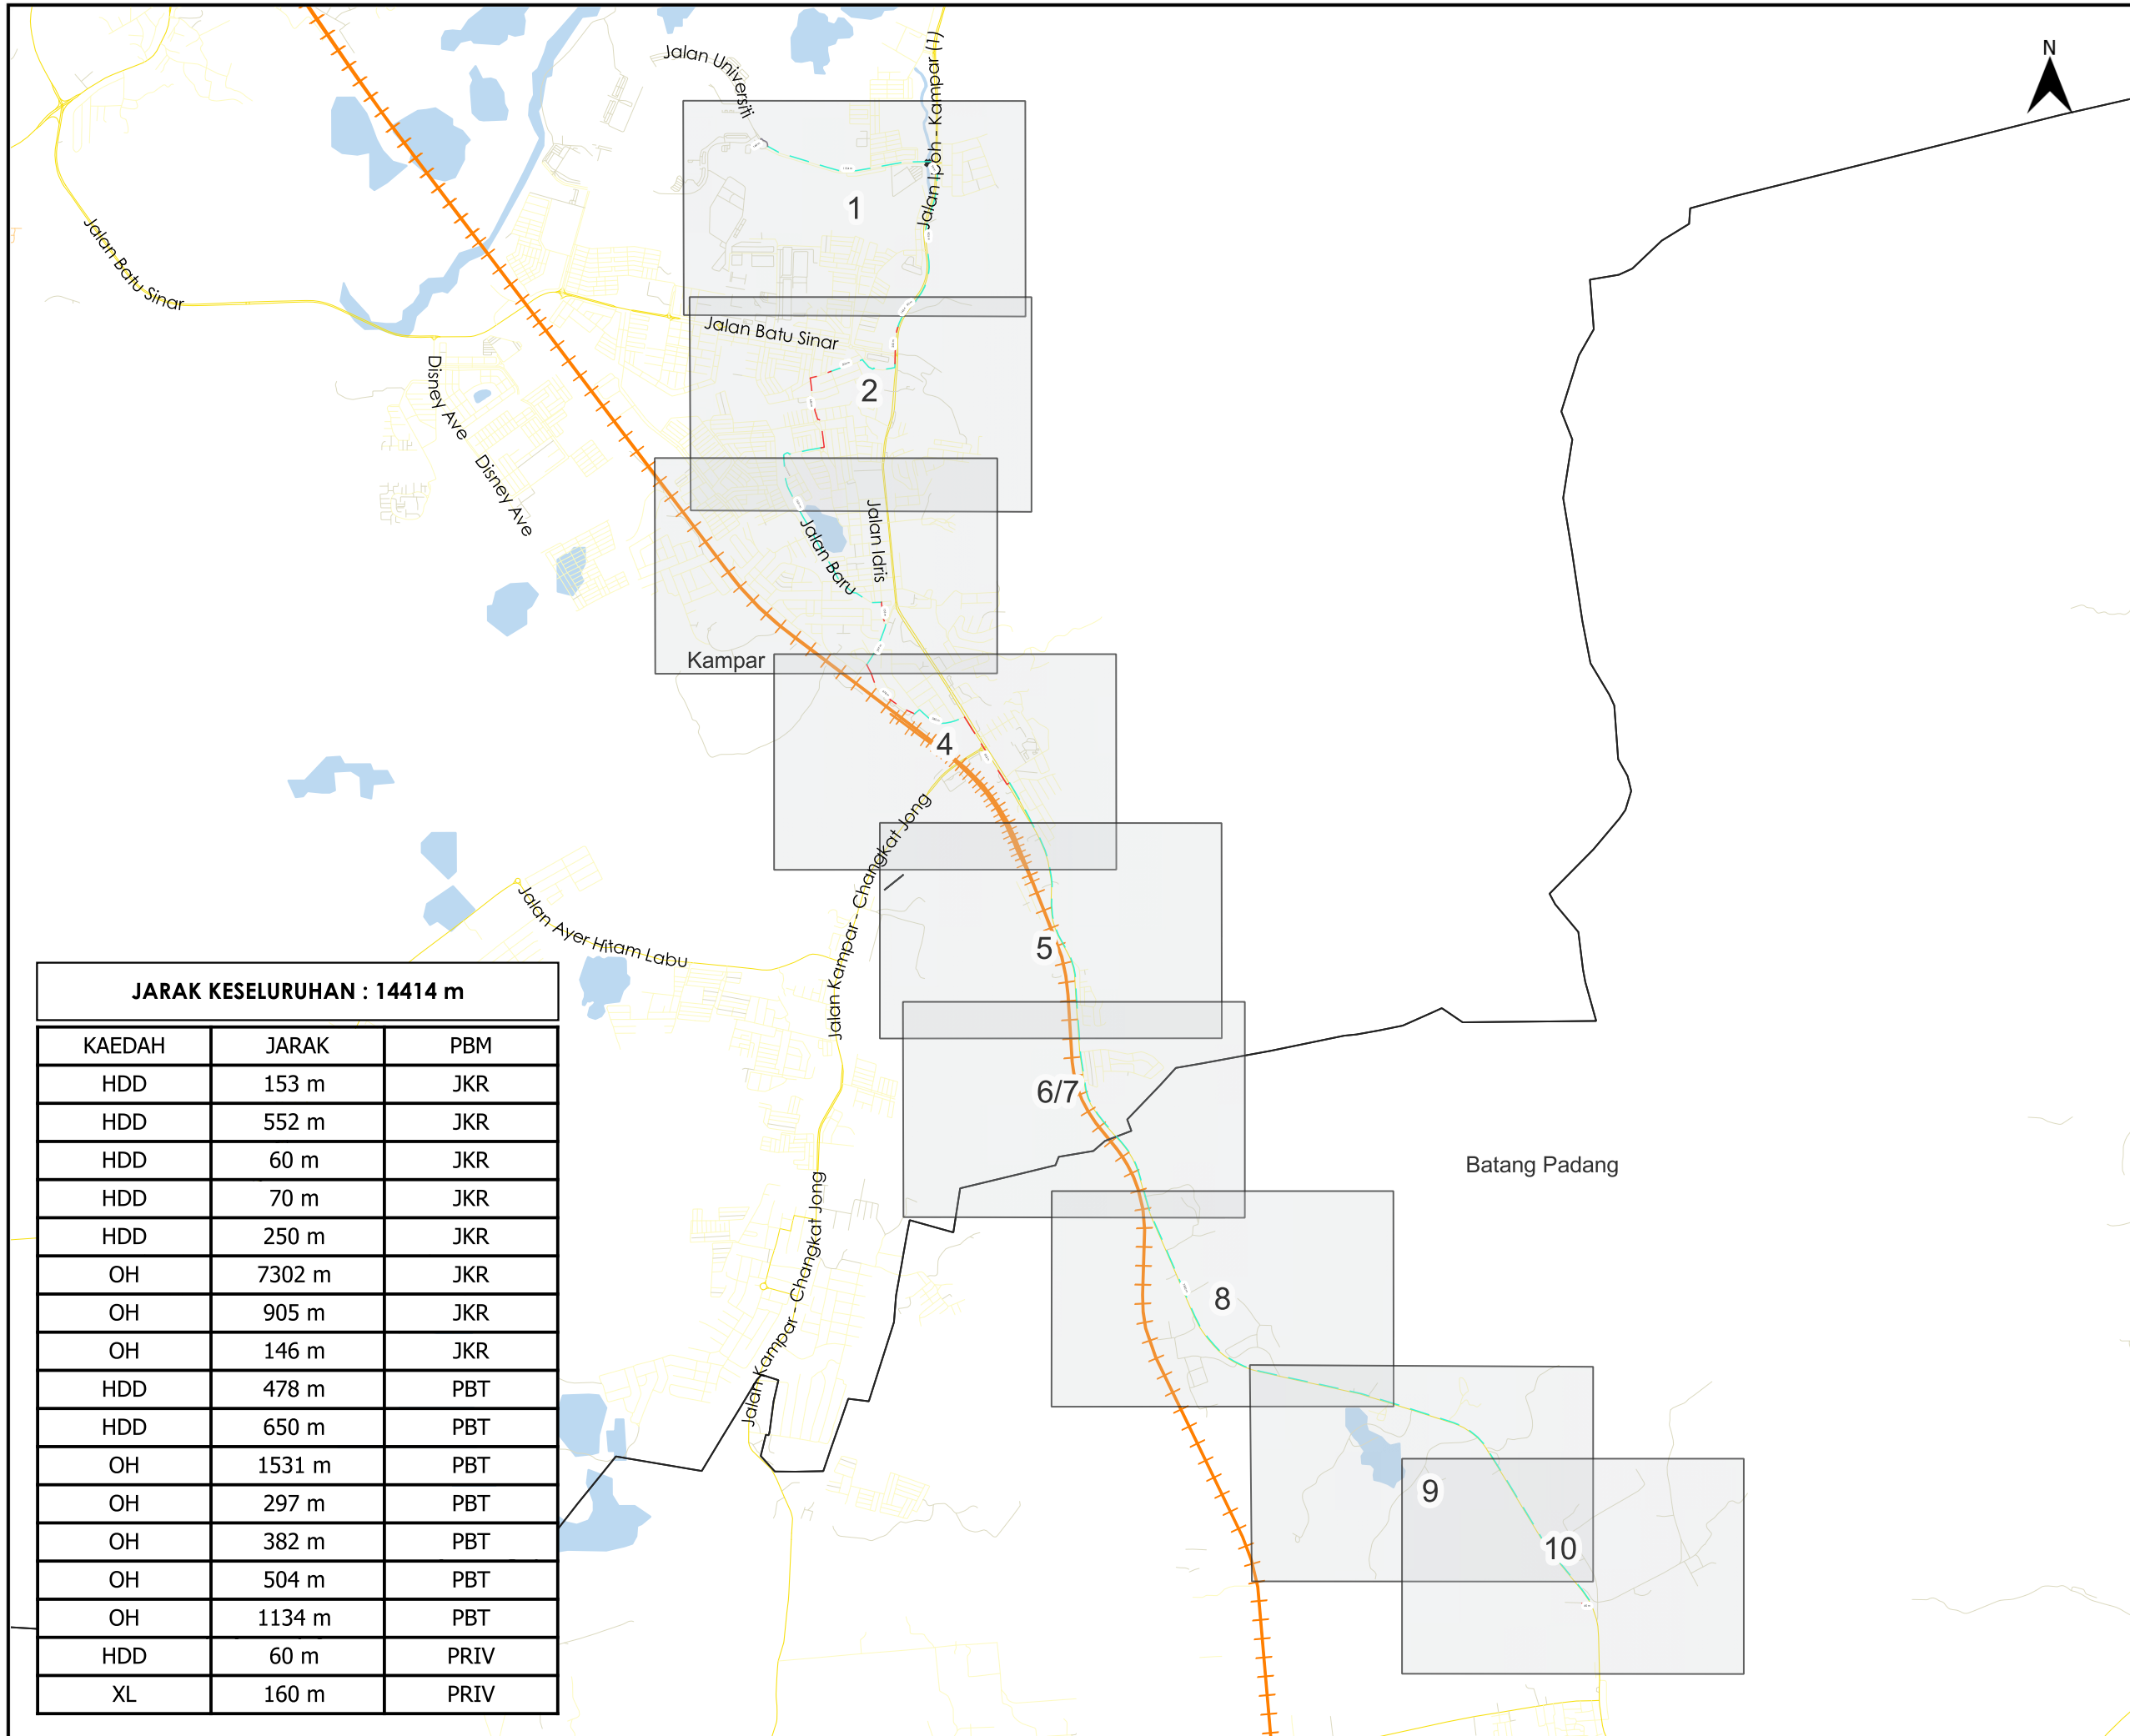 N
Jalan Universiti
Jalan Ipoh - Kampar (1)
1
Jalan Batu Sinar
Jalan Batu Sinar
2
Disney Ave
Disney Ave
Jalan Idris
Jalan Baru
Kampar
4
Jalan Kampar - Changkat Jong
Jalan Ayer Hitam Labu
5
6/7
Batang Padang
Jalan Kampar - Changkat Jong
8
9
10
JARAK KESELURUHAN : 14414 m
KAEDAH JARAK PBM
HDD 153 m JKR
HDD 552 m JKR
HDD 60 m JKR
HDD 70 m JKR
HDD 250 m JKR
OH 7302 m JKR
OH 905 m JKR
OH 146 m JKR
HDD 478 m PBT
HDD 650 m PBT
OH 1531 m PBT
OH 297 m PBT
OH 382 m PBT
OH 504 m PBT
OH 1134 m PBT
HDD 60 m PRIV
XL 160 m PRIV